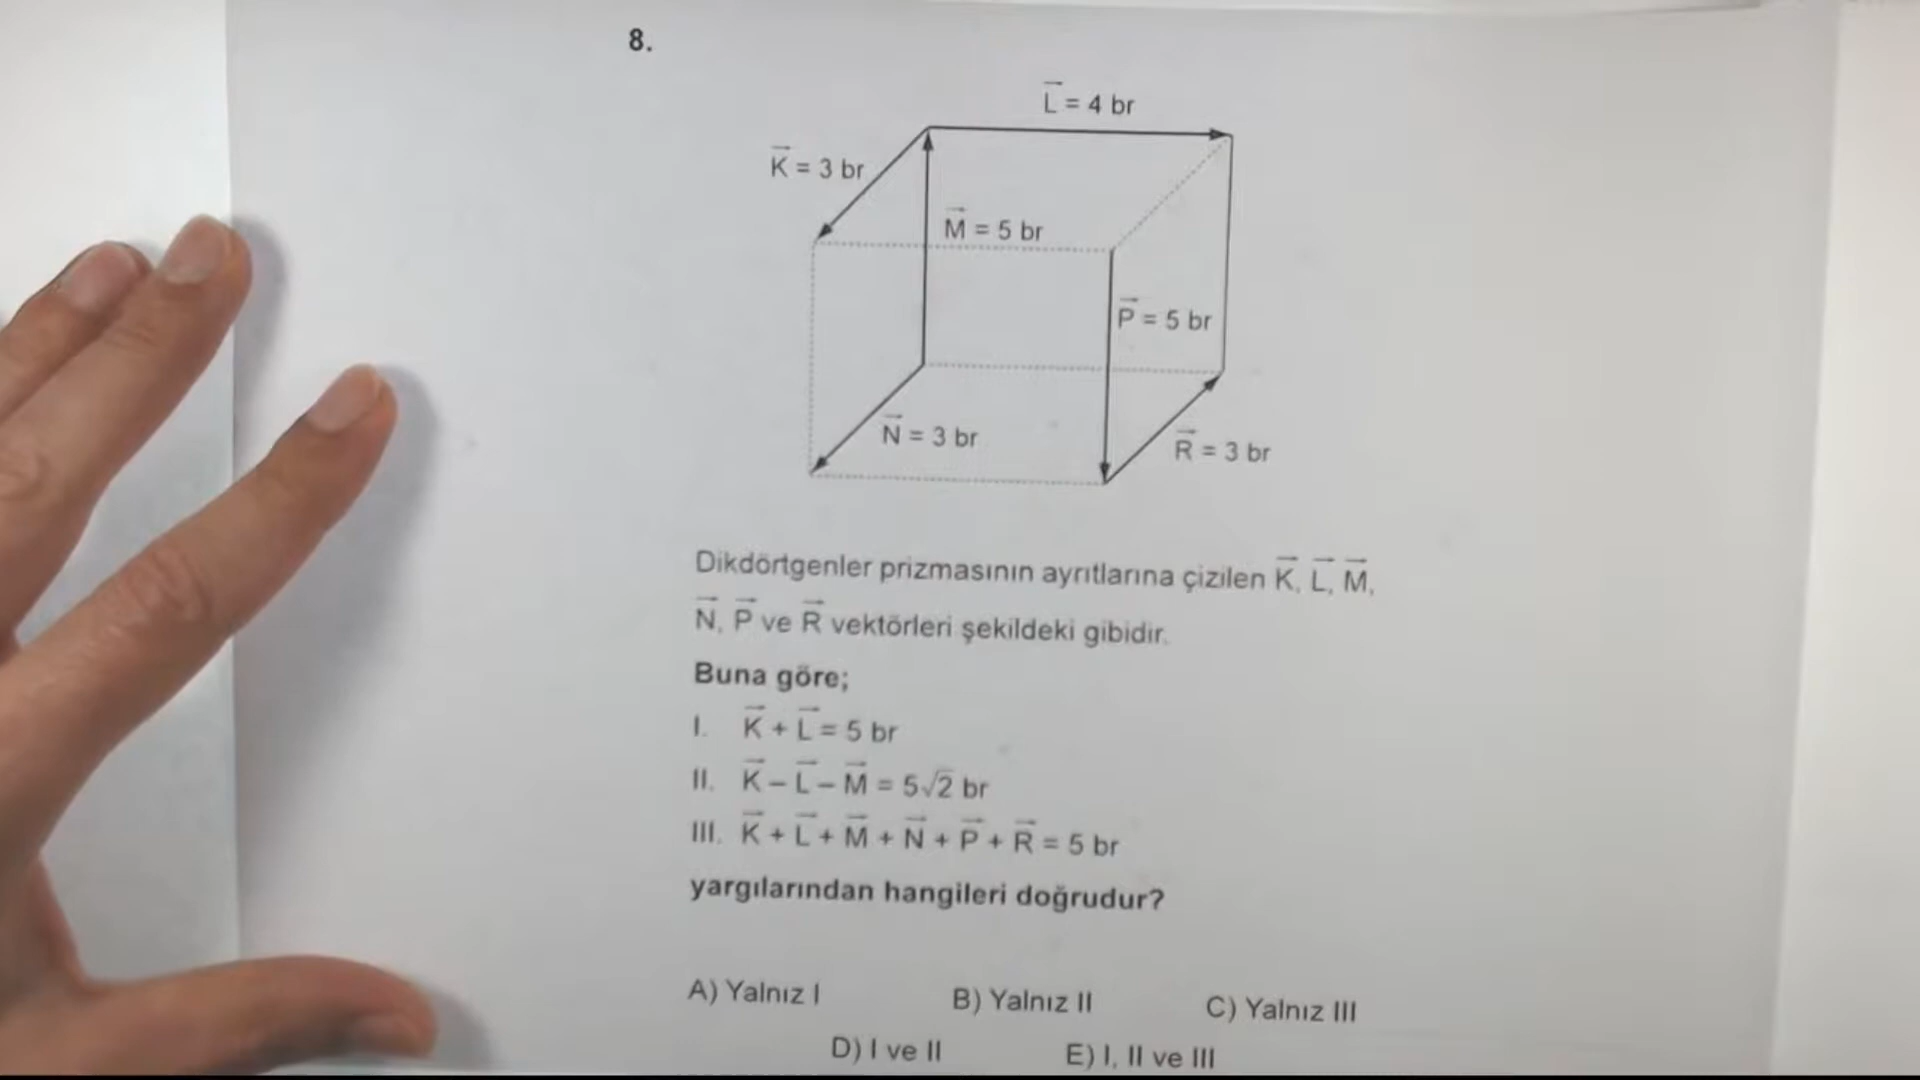 8.
L⃗ = 4 br
K⃗ = 3 br
M⃗ = 5 br
P⃗ = 5 br
N⃗ = 3 br
R⃗ = 3 br
Dikdörtgenler prizmasının ayrıtlarına çizilen K⃗, L⃗, M⃗,
N⃗, P⃗ ve R⃗ vektörleri şekildeki gibidir.
Buna göre;
I. K⃗ + L⃗ = 5 br
II. K⃗ – L⃗ – M⃗ = 5√2 br
III. K⃗ + L⃗ + M⃗ + N⃗ + P⃗ + R⃗ = 5 br
yargılarından hangileri doğrudur?
A) Yalnız I B) Yalnız II C) Yalnız III
D) I ve II E) I, II ve III